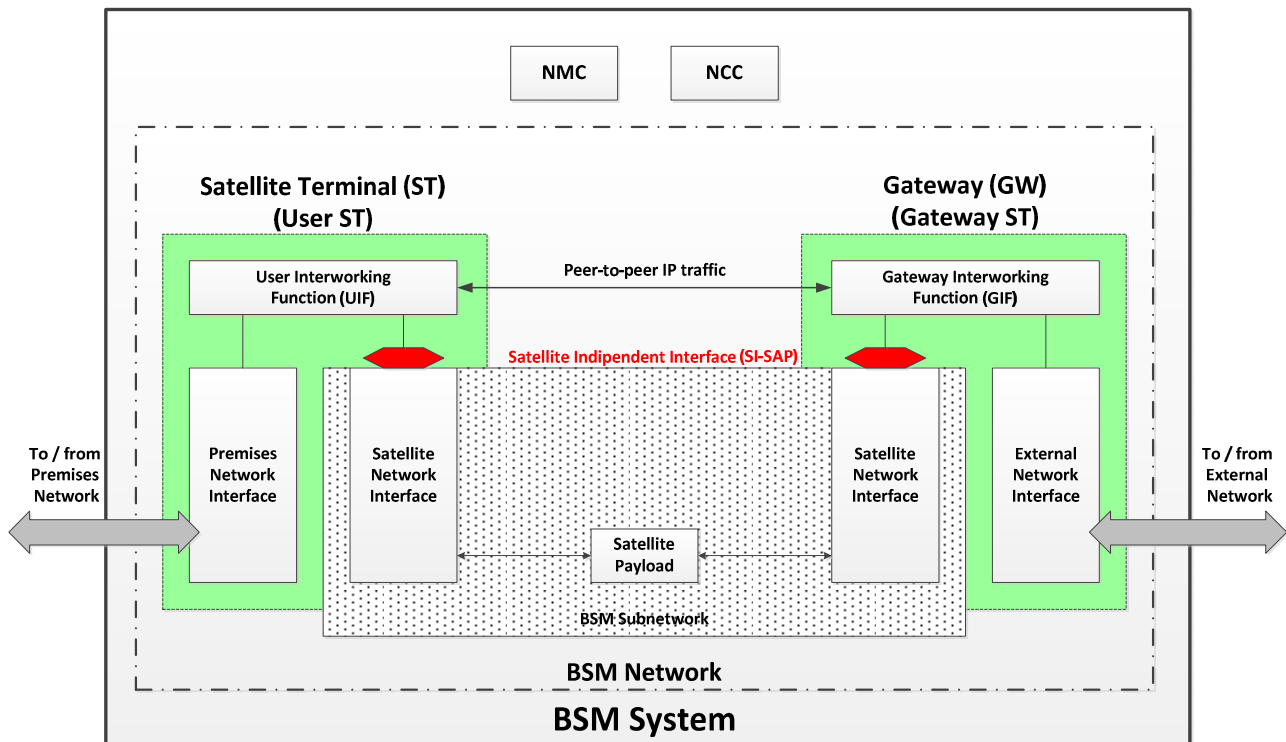 NMC
NCC
Satellite Terminal (ST)
(User ST)
Gateway (GW)
(Gateway ST)
User Interworking
Function (UIF)
Peer-to-peer IP traffic
Gateway Interworking
Function (GIF)
Satellite Indipendent Interface (SI-SAP)
To / from
Premises
Network
Premises
Network
Interface
Satellite
Network
Interface
Satellite
Network
Interface
External
Network
Interface
To / from
External
Network
Satellite
Payload
BSM Subnetwork
BSM Network
BSM System